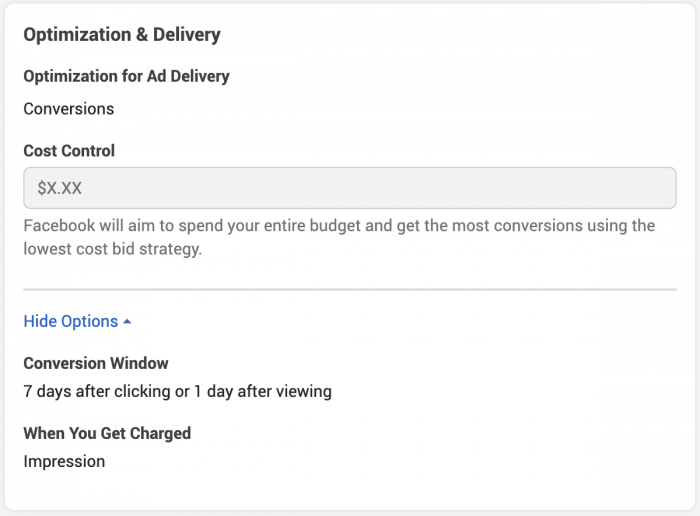 Optimization & Delivery
Optimization for Ad Delivery
Conversions
Cost Control
$X.XX
Facebook will aim to spend your entire budget and get the most conversions using the
lowest cost bid strategy.
Hide Options
Conversion Window
7 days after clicking or 1 day after viewing
When You Get Charged
Impression